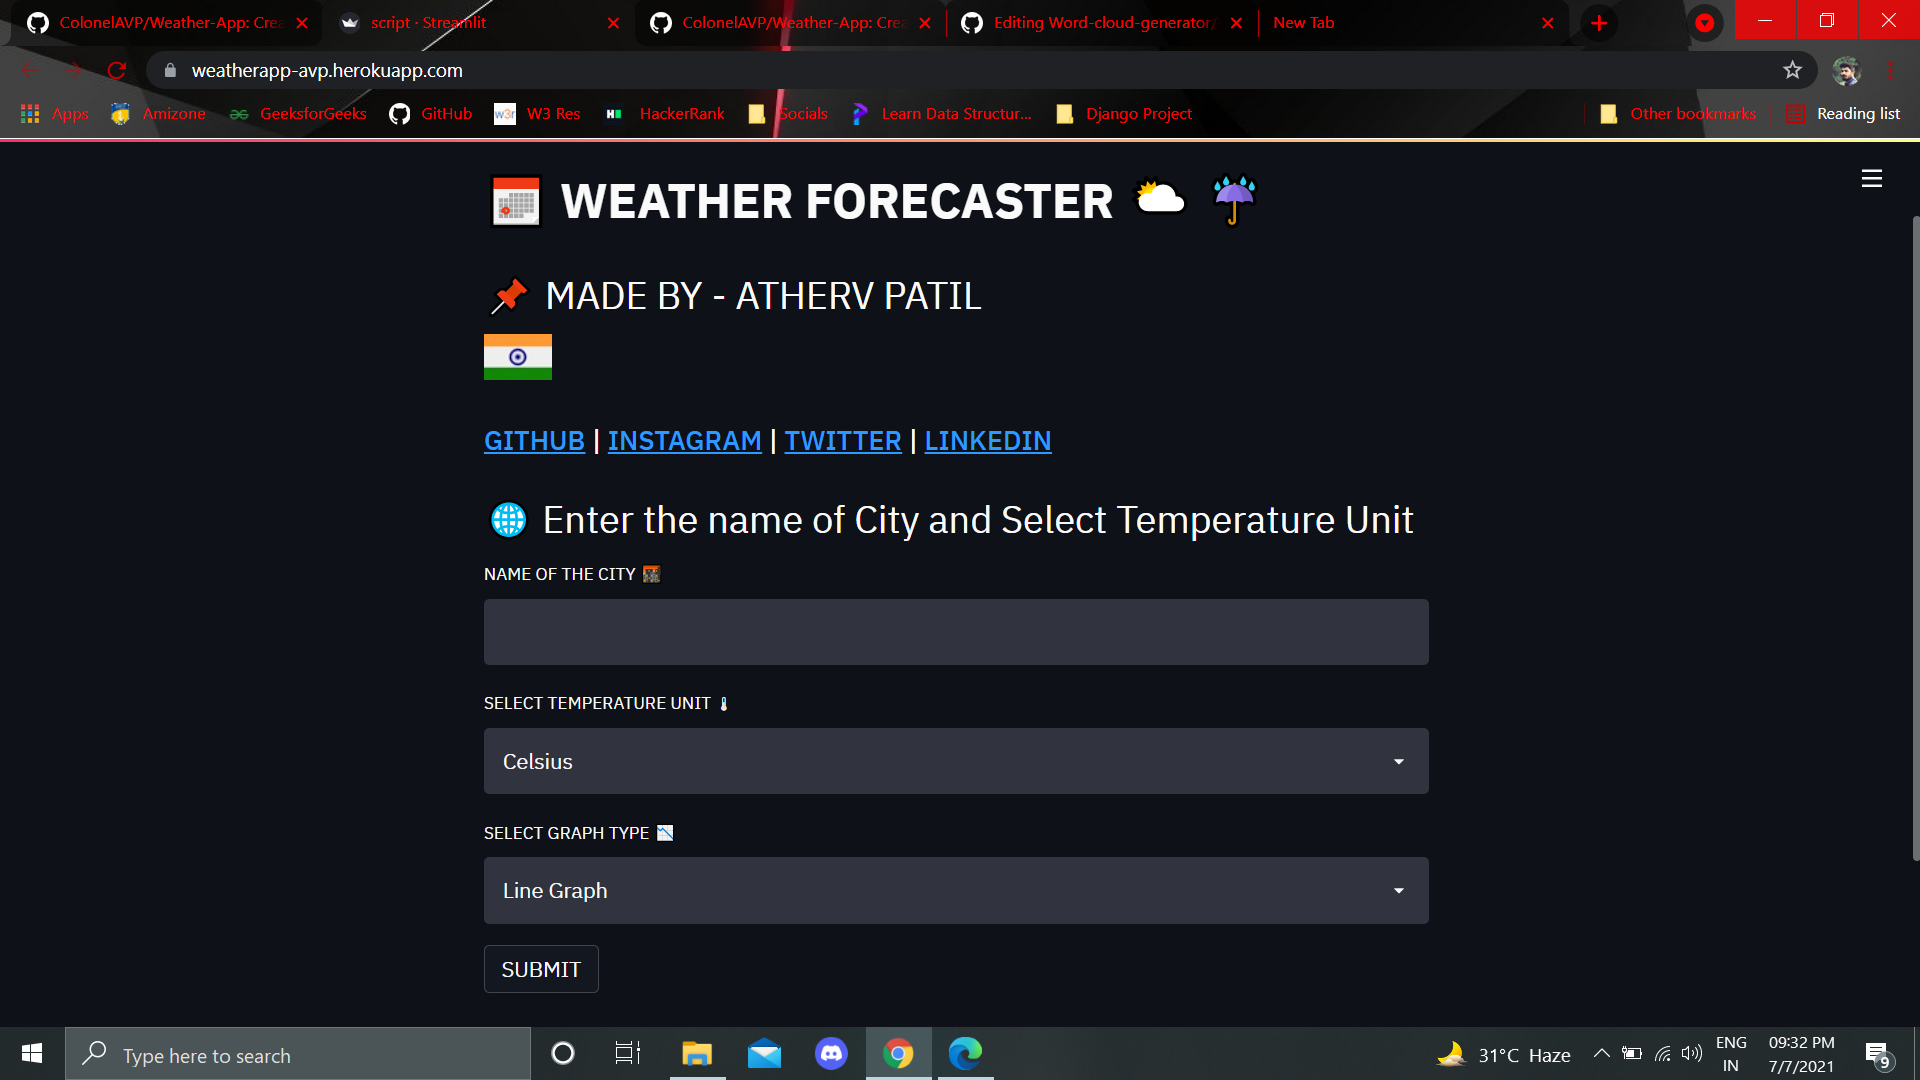 ColonelAVP/Weather-App: Crea
script · Streamlit
ColonelAVP/Weather-App: Crea
Editing Word-cloud-generator/
New Tab
weatherapp-avp.herokuapp.com
Apps
Amizone
GeeksforGeeks
GitHub
w3r
W3 Res
HackerRank
Socials
Learn Data Structur...
Django Project
Other bookmarks
Reading list
WEATHER FORECASTER
MADE BY - ATHERV PATIL
GITHUB | INSTAGRAM | TWITTER | LINKEDIN
Enter the name of City and Select Temperature Unit
NAME OF THE CITY
SELECT TEMPERATURE UNIT
Celsius
SELECT GRAPH TYPE
Line Graph
SUBMIT
Type here to search
31°C Haze
ENG
IN
09:32 PM
7/7/2021
9